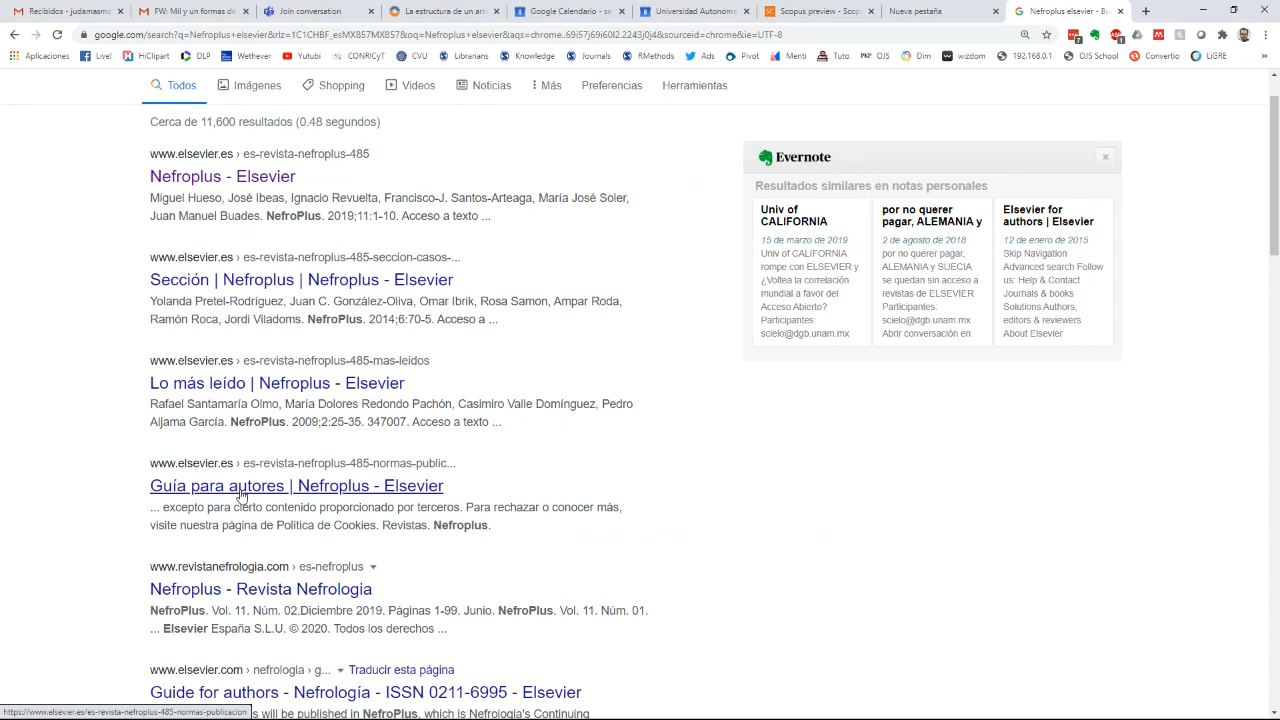 Recibidos - judamasma
FW: Mil y un formas de
Join conversation
La estructura de un arti
Google Calendar - se
Universidad Autonoma
Scopus preview - Scopu
Nueva pestaña
Nefroplus elsevier - Bu
google.com/search?q=Nefroplus+elsevier&rlz=1C1CHBF_esMX857MX857&oq=Nefroplus+elsevier&aqs=chrome..69i57j69i60l2.2243j0j4&sourceid=chrome&ie=UTF-8
Aplicaciones
Live!
HiClipart
DLP
Wethever
Yutubi
CONRI
CVU
Librarians
Knowledge
Journals
RMethods
Ads
Pivot
Menti
Tuto
PKP OJS
Dim
wizdom
192.168.0.1
OJS School
Convertio
LiGRE
Todos
Imágenes
Shopping
Videos
Noticias
Más
Preferencias
Herramientas
Cerca de 11,600 resultados (0.48 segundos)
www.elsevier.es › es-revista-nefroplus-485
Nefroplus - Elsevier
Miguel Hueso, José Ibeas, Ignacio Revuelta, Francisco-J. Santos-Arteaga, María José Soler,
Juan Manuel Buades. NefroPlus. 2019;11:1-10. Acceso a texto ...
www.elsevier.es › es-revista-nefroplus-485-seccion-casos-...
Sección | Nefroplus | Nefroplus - Elsevier
Yolanda Pretel-Rodríguez, Juan C. González-Oliva, Omar Ibrik, Rosa Samon, Ampar Roda,
Ramón Roca, Jordi Viladoms. NefroPlus. 2014;6:70-5. Acceso a ...
www.elsevier.es › es-revista-nefroplus-485-mas-leidos
Lo más leído | Nefroplus - Elsevier
Rafael Santamaría Olmo, María Dolores Redondo Pachón, Casimiro Valle Domínguez, Pedro
Aljama García. NefroPlus. 2009;2:25-35. 347007. Acceso a texto ...
www.elsevier.es › es-revista-nefroplus-485-normas-public...
Guía para autores | Nefroplus - Elsevier
... excepto para cierto contenido proporcionado por terceros. Para rechazar o conocer más,
visite nuestra página de Politica de Cookies. Revistas. Nefroplus.
www.revistanefrologia.com › es-nefroplus
Nefroplus - Revista Nefrologia
NefroPlus. Vol. 11. Núm. 02.Diciembre 2019. Páginas 1-99. Junio. NefroPlus. Vol. 11. Núm. 01.
... Elsevier España S.L.U. © 2020. Todos los derechos ...
www.elsevier.com › nefrologia › g...
Traducir esta página
Guide for authors - Nefrología - ISSN 0211-6995 - Elsevier
s will be published in NefroPlus, which is Nefrologia's Continuing
https://www.elsevier.es/es-revista-nefroplus-485-normas-publicacion
Evernote
Resultados similares en notas personales
Univ of
CALIFORNIA
15 de marzo de 2019
Univ of CALIFORNIA
rompe con ELSEVIER y
¿Voltea la correlación
mundial a favor del
Acceso Abierto?
Participantes:
scielo@dgb.unam.mx
por no querer
pagar, ALEMANIA y
2 de agosto de 2018
por no querer pagar,
ALEMANIA y SUECIA
se quedan sin acceso a
revistas de ELSEVIER
Participantes:
scielo@dgb.unam.mx
Abrir conversación en
Elsevier for
authors | Elsevier
12 de enero de 2015
Skip Navigation
Advanced search Follow
us: Help & Contact
Journals & books
Solutions Authors,
editors & reviewers
About Elsevier